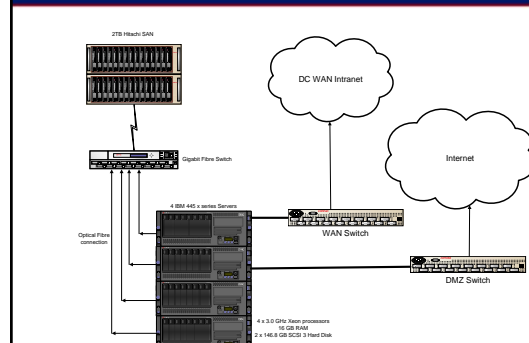 2TB Hitachi SAN
DC WAN Intranet
Gigabit Fibre Switch
Internet
4 IBM 445 x series Servers
Optical Fibre
connection
WAN Switch
DMZ Switch
4 x 3.0 GHz Xeon processors
16 GB RAM
2 x 146.8 GB SCSI 3 Hard Disk